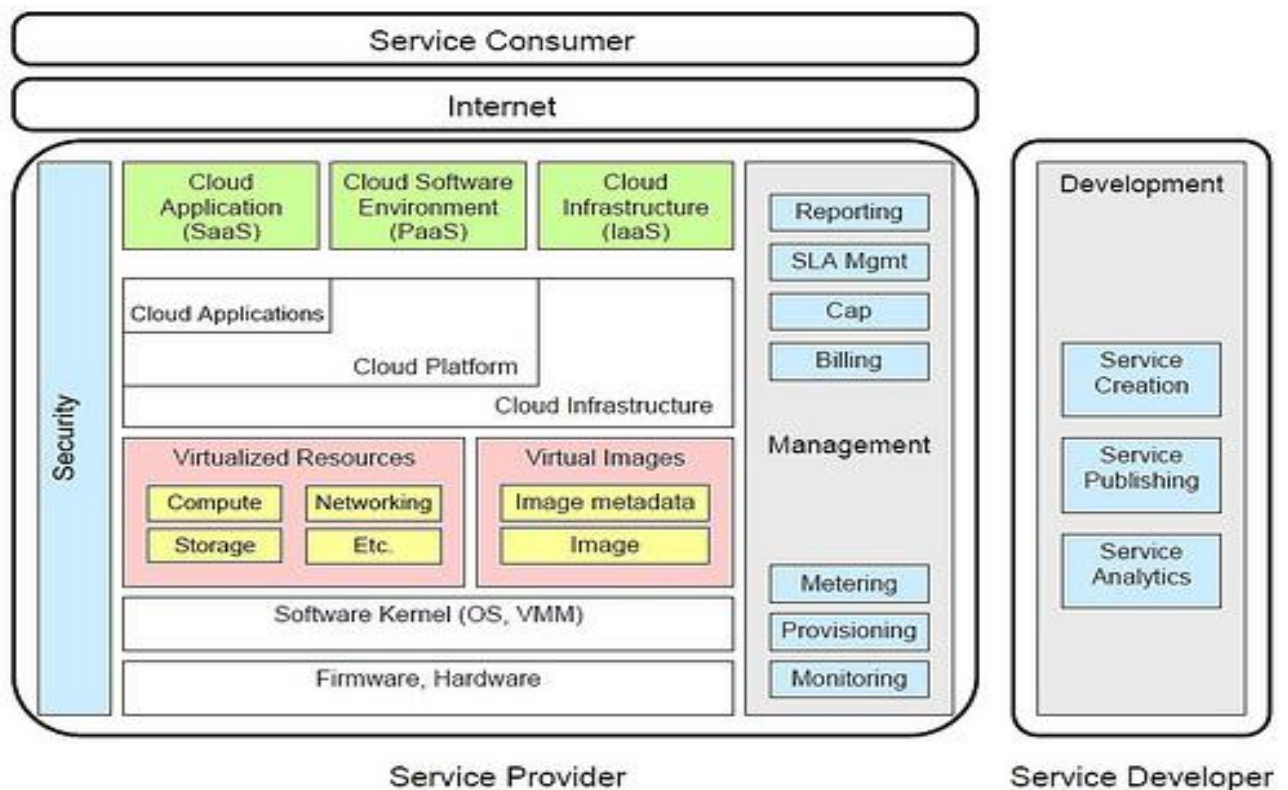 Service Consumer
Internet
Security
Cloud
Application
(SaaS)
Cloud Software
Environment
(PaaS)
Cloud
Infrastructure
(IaaS)
Cloud Applications
Cloud Platform
Cloud Infrastructure
Virtualized Resources
Compute
Networking
Storage
Etc.
Virtual Images
Image metadata
Image
Software Kernel (OS, VMM)
Firmware, Hardware
Reporting
SLA Mgmt
Cap
Billing
Management
Metering
Provisioning
Monitoring
Service Provider
Development
Service
Creation
Service
Publishing
Service
Analytics
Service Developer